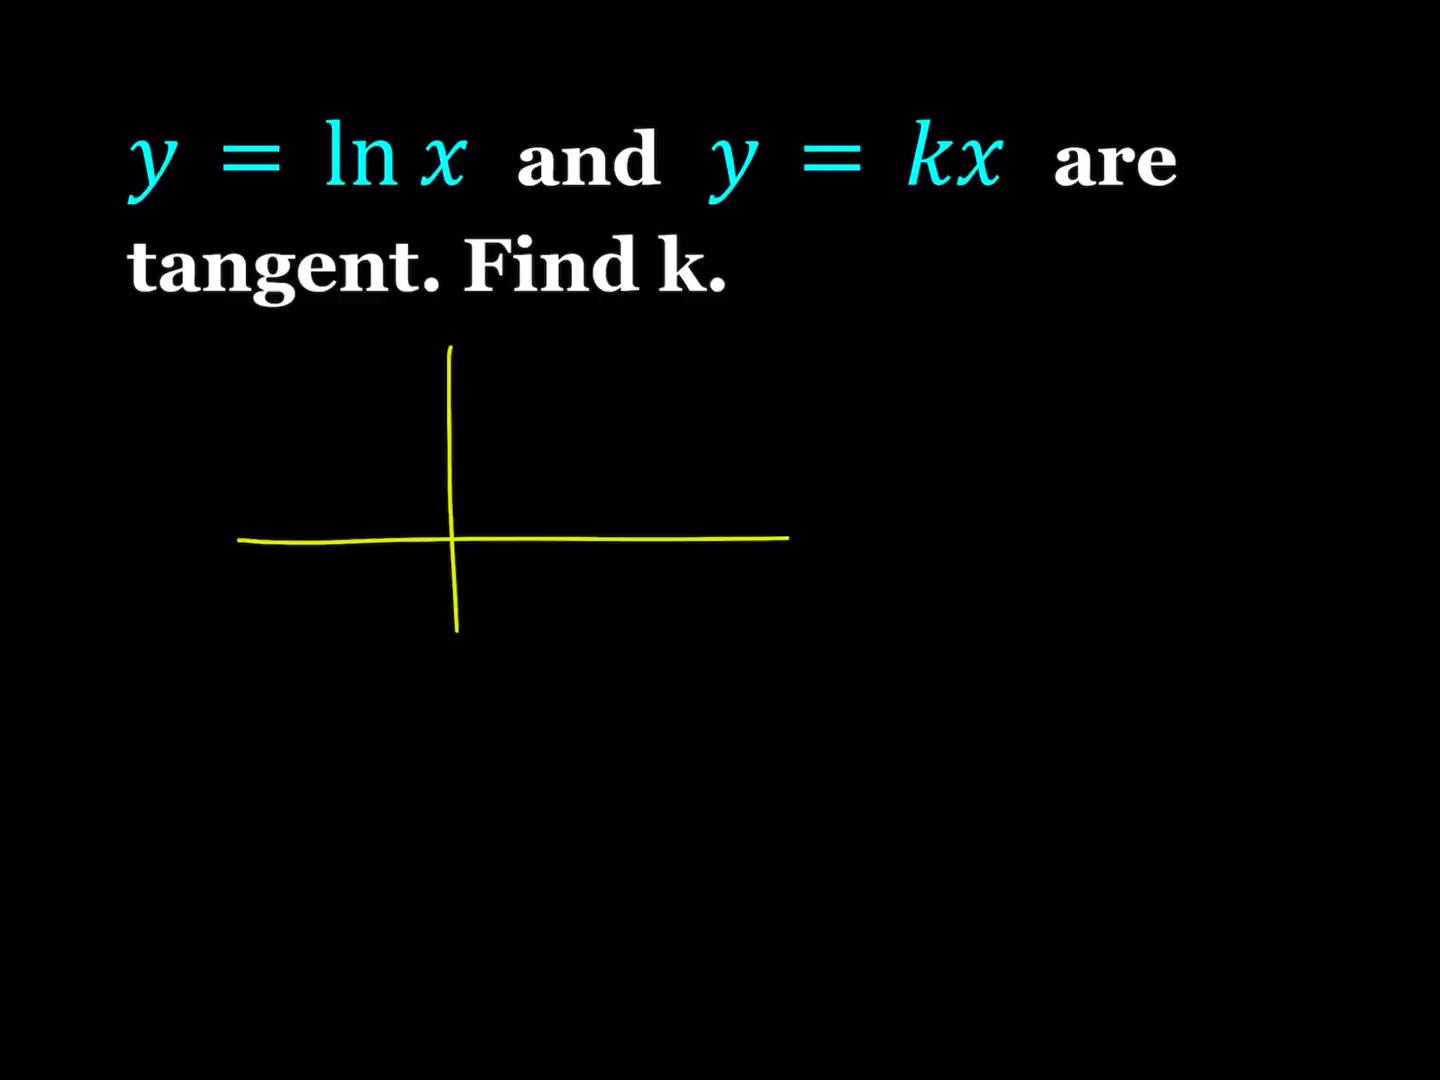 y = ln x and y = kx are
tangent. Find k.